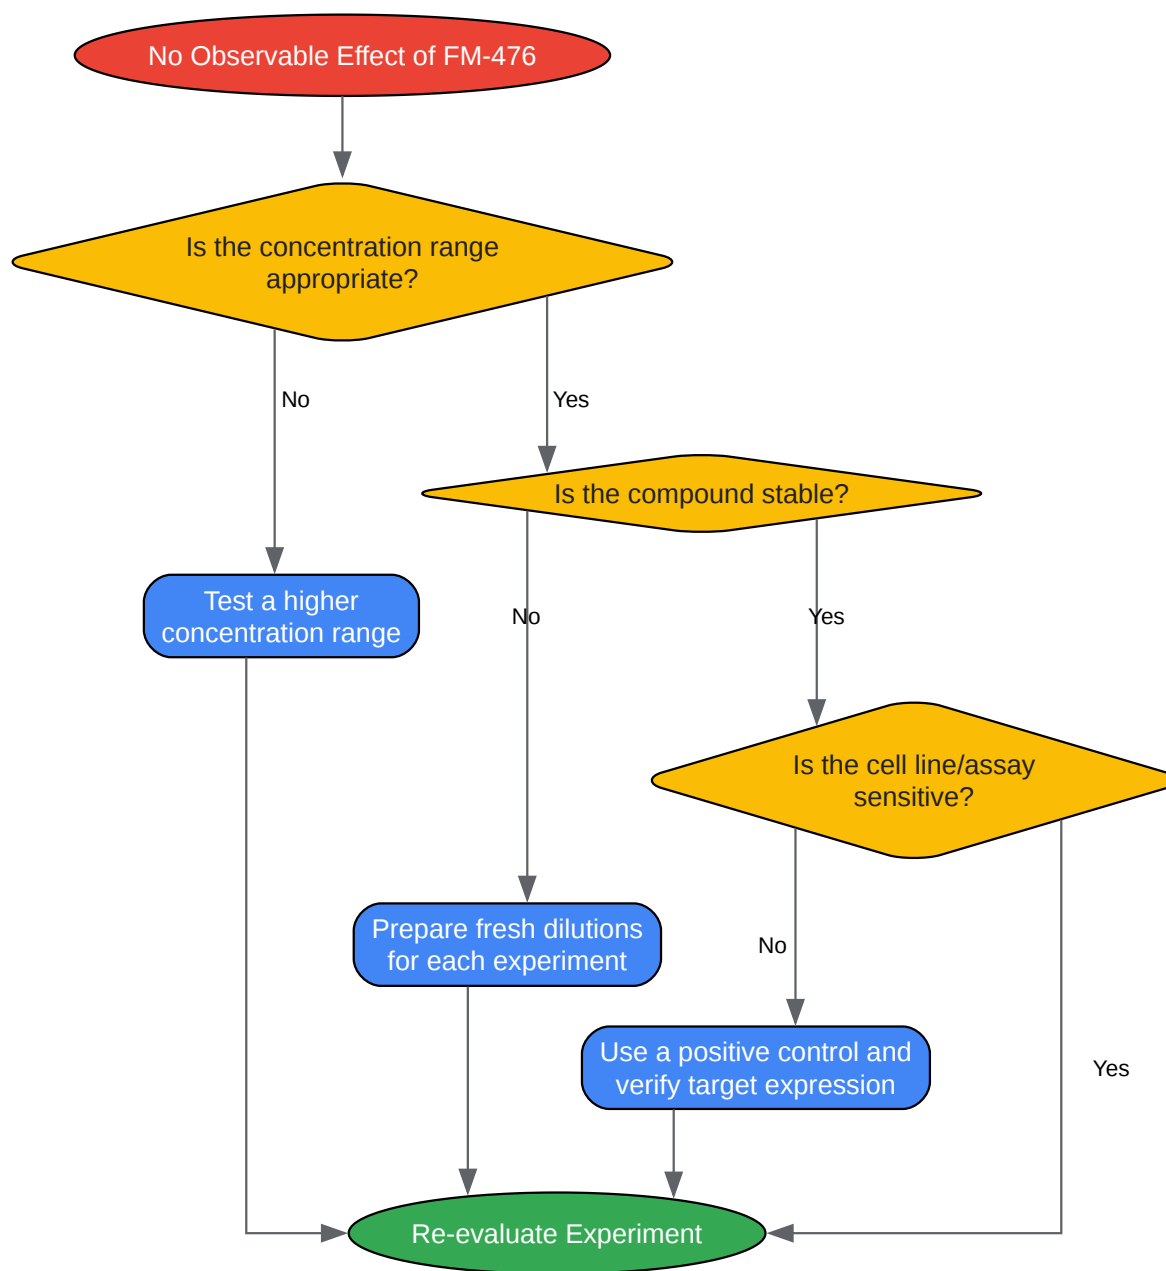 No Observable Effect of FM-476
Is the concentration range
appropriate?
No
Yes
Is the compound stable?
Test a higher
concentration range
No
Yes
Is the cell line/assay
sensitive?
Prepare fresh dilutions
for each experiment
No
Use a positive control and
verify target expression
Yes
Re-evaluate Experiment